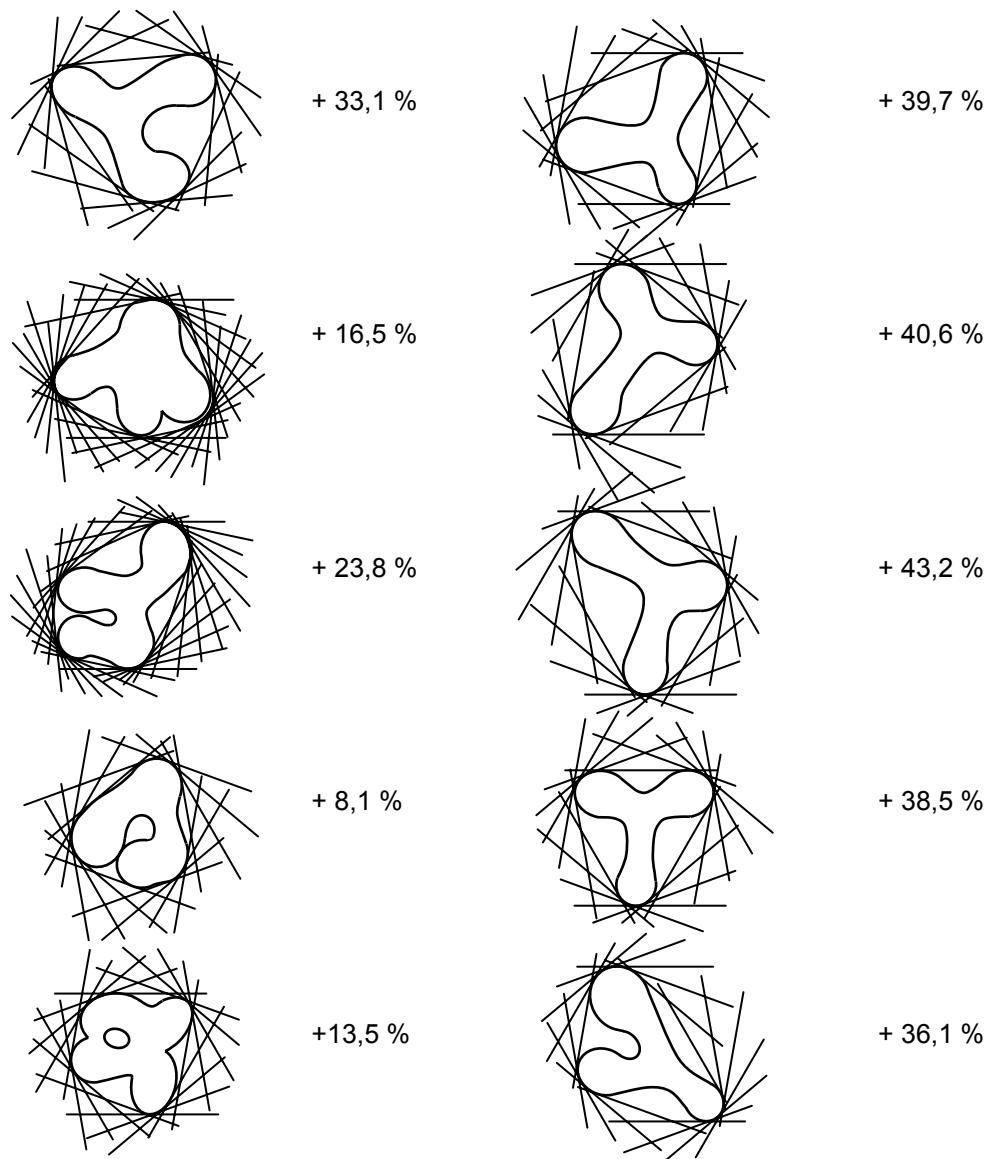 + 33,1 %
+ 39,7 %
+ 16,5 %
+ 40,6 %
+ 23,8 %
+ 43,2 %
+ 8,1 %
+ 38,5 %
+13,5 %
+ 36,1 %